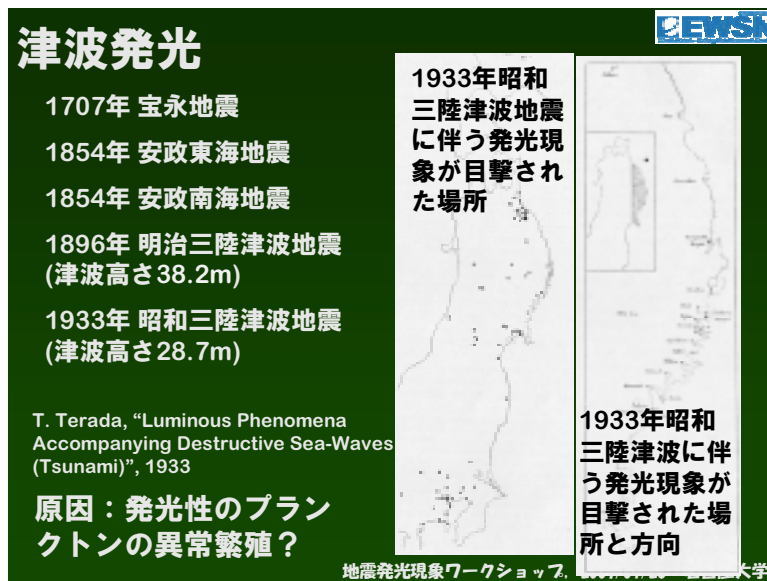 津波発光
1707年 宝永地震
1854年 安政東海地震
1854年 安政南海地震
1896年 明治三陸津波地震
(津波高さ38.2m)
1933年 昭和三陸津波地震
(津波高さ28.7m)
T. Terada, “Luminous Phenomena
Accompanying Destructive Sea-Waves
(Tsunami)”, 1933
原因：発光性のプラン
クトンの異常繁殖？
1933年昭和
三陸津波地震
に伴う発光現
象が目撃され
た場所
1933年昭和
三陸津波に伴
う発光現象が
目撃された場
所と方向
地震発光現象ワークショップ,
大学